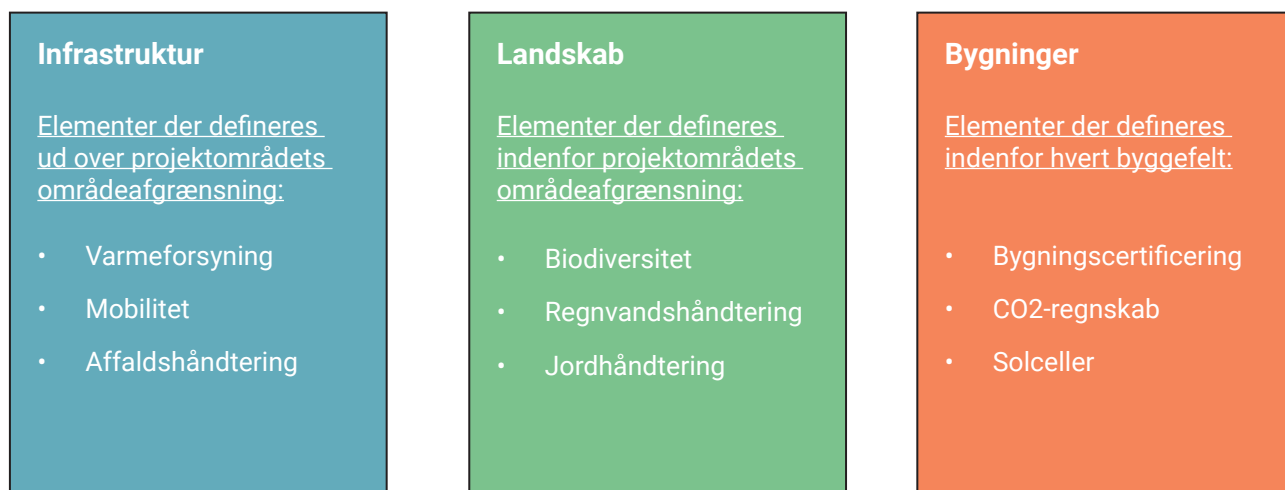 Infrastruktur
Elementer der defineres
ud over projektområdets
områdeafgrænsning:
• Varmeforsyning
• Mobilitet
• Affaldshåndtering
Landskab
Elementer der defineres
indenfor projektområdets
områdeafgrænsning:
• Biodiversitet
• Regnvandshåndtering
• Jordhåndtering
Bygninger
Elementer der defineres
indenfor hvert byggefelt:
• Bygningscertificering
• CO2-regnskab
• Solceller